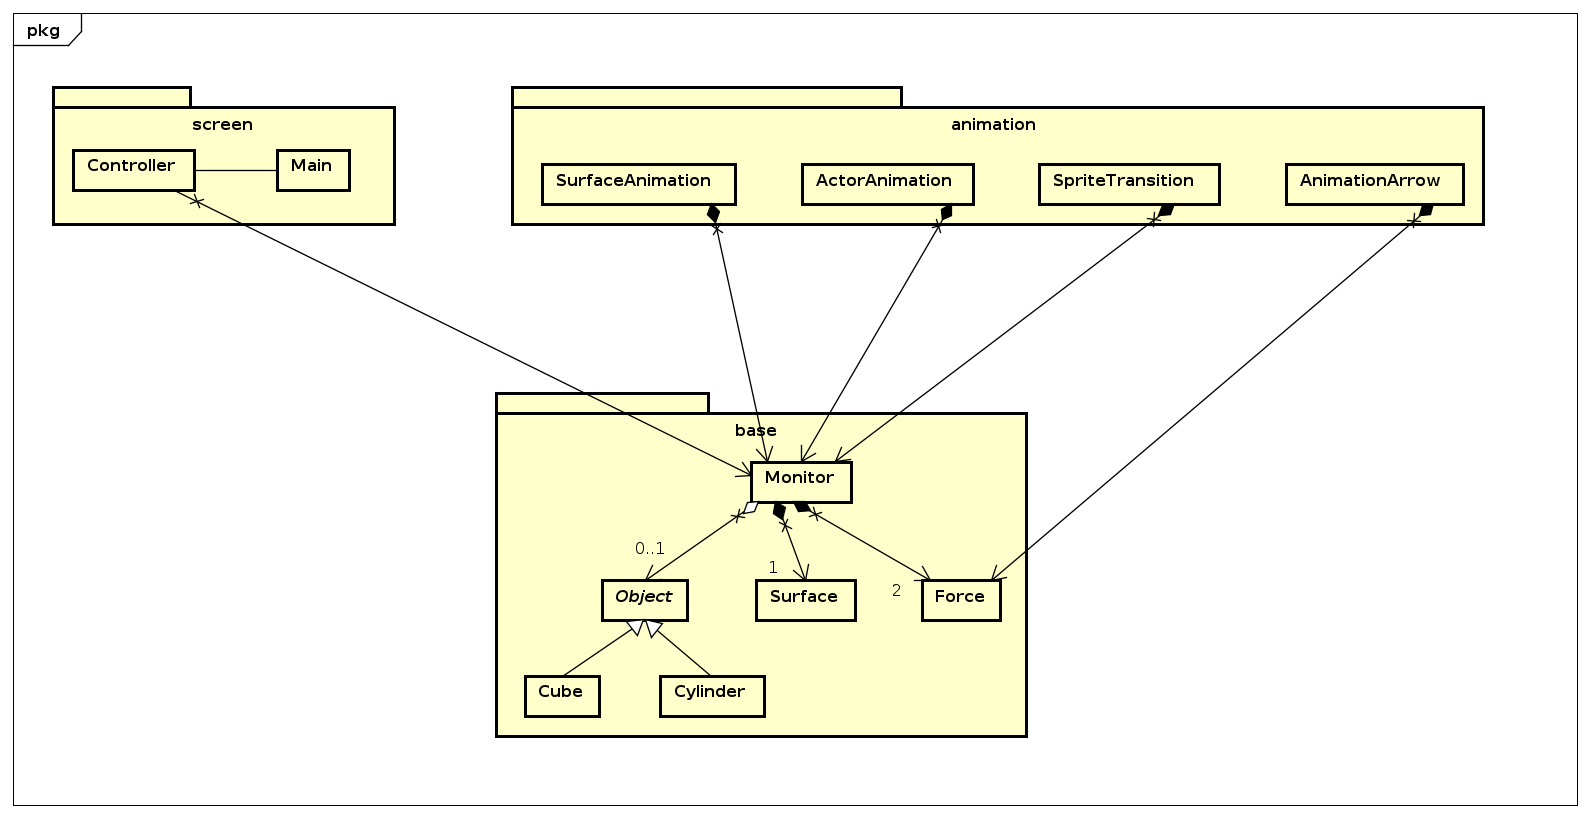 pkg
screen
Controller
Main
animation
SurfaceAnimation
ActorAnimation
SpriteTransition
AnimationArrow
base
Monitor
0..1
1
2
Object
Surface
Force
Cube
Cylinder